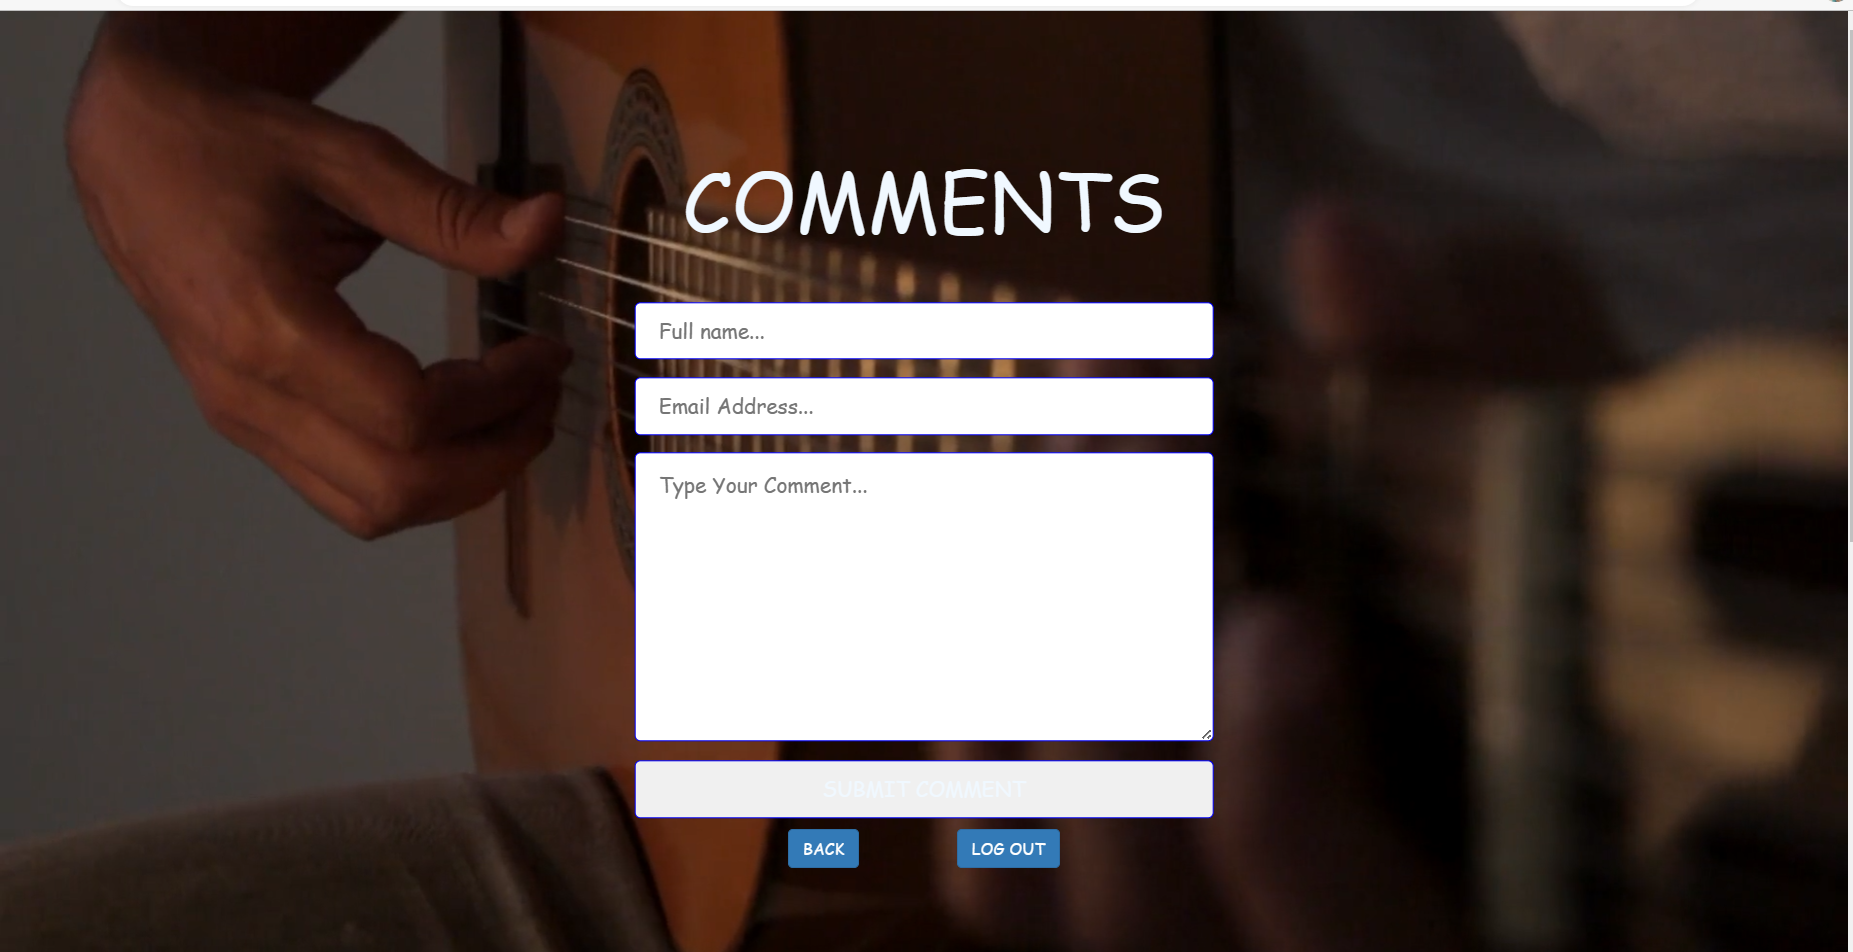 COMMENTS
Full name...
Email Address...
Type Your Comment...
SUBMIT COMMENT
BACK
LOG OUT